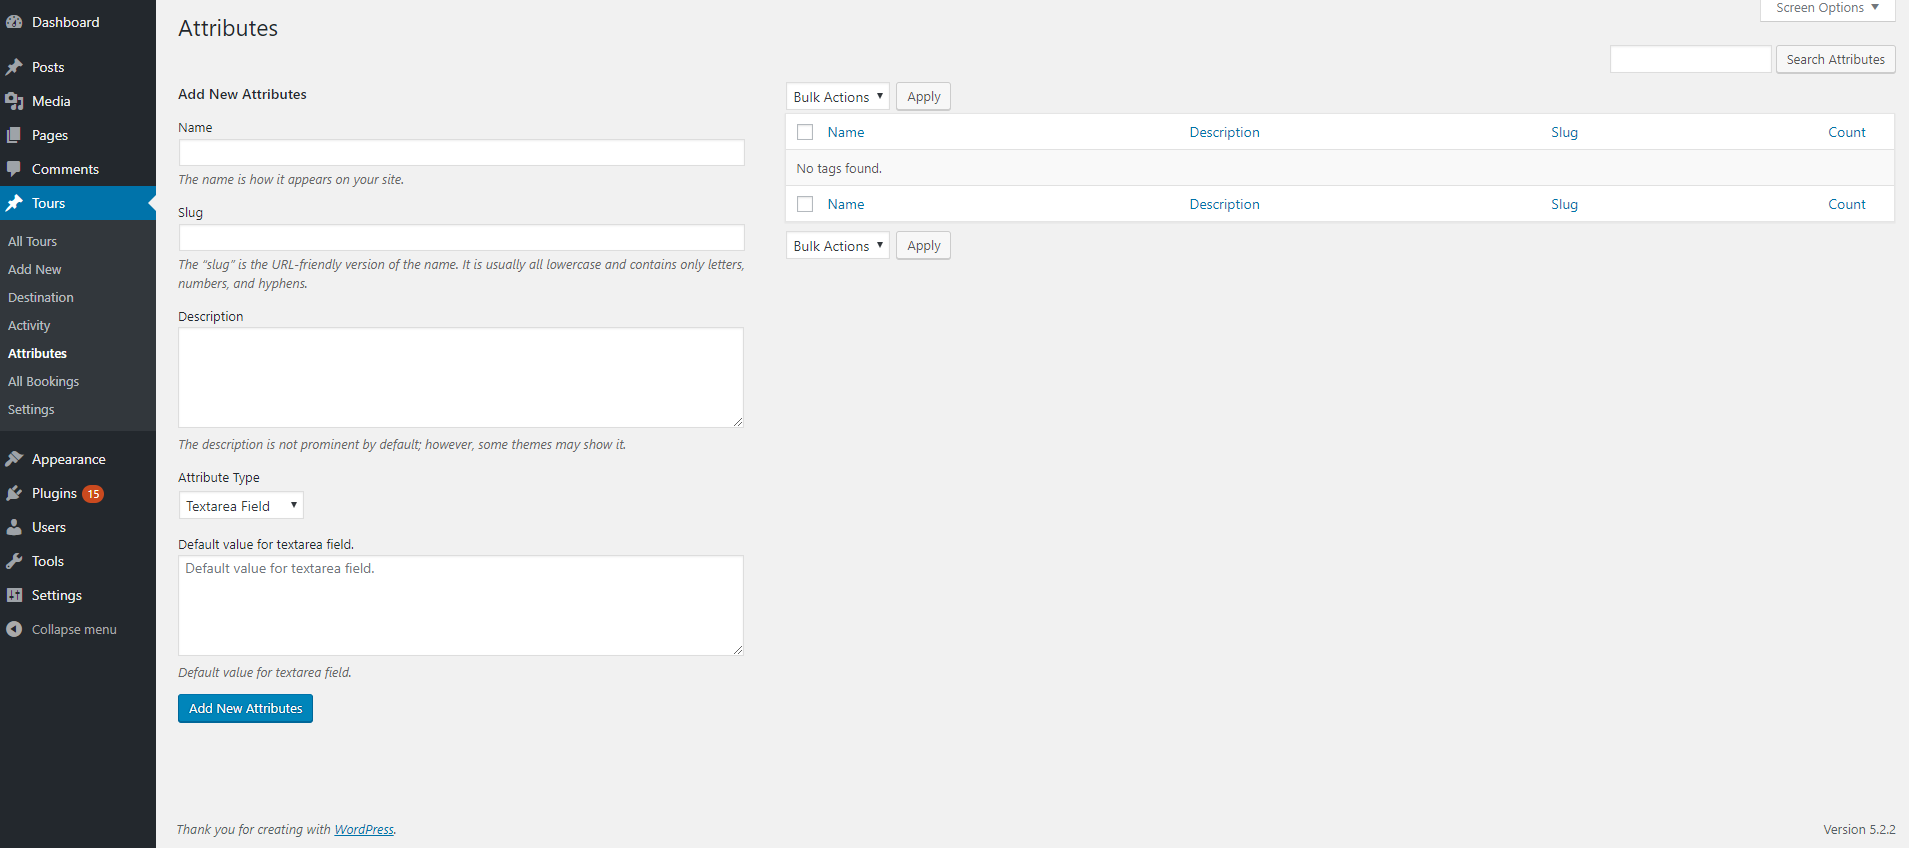 Dashboard
Posts
Media
Pages
Comments
Tours
All Tours
Add New
Destination
Activity
Attributes
All Bookings
Settings
Appearance
Plugins 15
Users
Tools
Settings
Collapse menu
Attributes
Screen Options
Search Attributes
Add New Attributes
Name
The name is how it appears on your site.
Slug
The “slug” is the URL-friendly version of the name. It is usually all lowercase and contains only letters,
numbers, and hyphens.
Description
The description is not prominent by default; however, some themes may show it.
Attribute Type
Textarea Field
Default value for textarea field.
Default value for textarea field.
Default value for textarea field.
Add New Attributes
Bulk Actions Apply
Name Description Slug Count
No tags found.
Name Description Slug Count
Bulk Actions Apply
Thank you for creating with WordPress.
Version 5.2.2